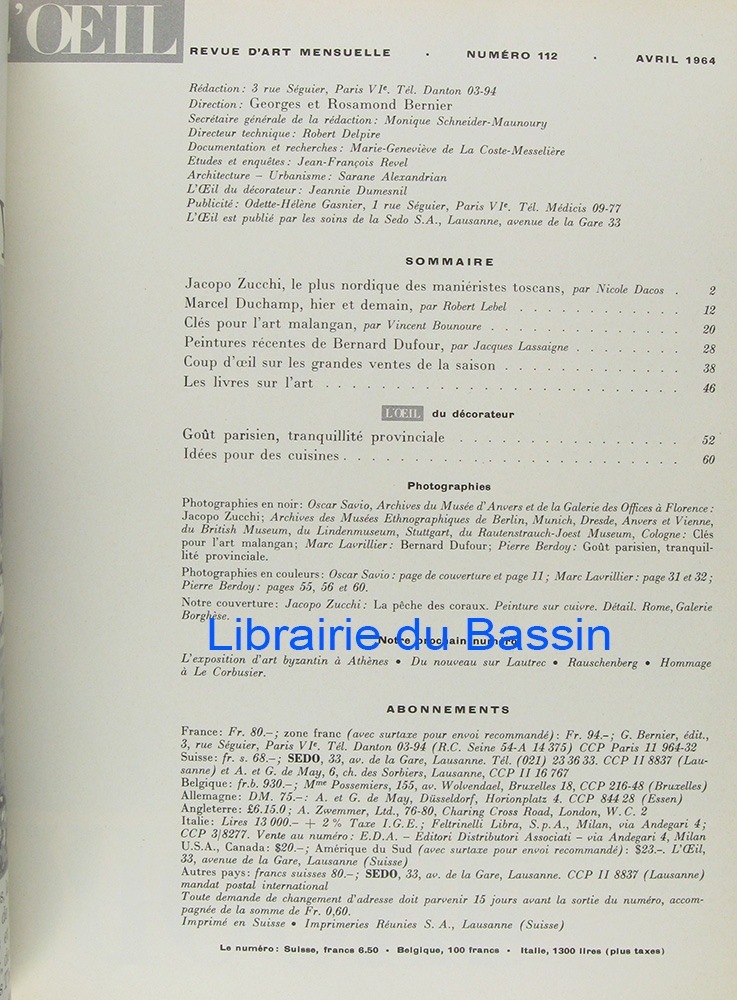 L'ŒIL
REVUE D'ART MENSUELLE · NUMÉRO 112 · AVRIL 1964
Rédaction: 3 rue Séguier, Paris VIe. Tél. Danton 03-94
Direction: Georges et Rosamond Bernier
Secrétaire générale de la rédaction: Monique Schneider-Maunoury
Directeur technique: Robert Delpire
Documentation et recherches: Marie-Geneviève de La Coste-Messelière
Etudes et enquêtes: Jean-François Revel
Architecture – Urbanisme: Sarane Alexandrian
L'Œil du décorateur: Jeannie Dumesnil
Publicité: Odette-Hélène Gasnier, 1 rue Séguier, Paris VIe. Tél. Médicis 09-77
L'Œil est publié par les soins de la Sedo S.A., Lausanne, avenue de la Gare 33
SOMMAIRE
Jacopo Zucchi, le plus nordique des maniéristes toscans, par Nicole Dacos . 2
Marcel Duchamp, hier et demain, par Robert Lebel . . . . . . . . . . . 12
Clés pour l'art malangan, par Vincent Bounoure . . . . . . . . . . . . 20
Peintures récentes de Bernard Dufour, par Jacques Lassaigne . . . . . . . . 28
Coup d'œil sur les grandes ventes de la saison . . . . . . . . . . . 38
Les livres sur l'art . . . . . . . . . . . . . . . . . . . . . 46
L'ŒIL du décorateur
Goût parisien, tranquillité provinciale . . . . . . . . . . . . . . 52
Idées pour des cuisines . . . . . . . . . . . . . . . . . . . . 60
Photographies
Photographies en noir: Oscar Savio, Archives du Musée d'Anvers et de la Galerie des Offices à Florence:
Jacopo Zucchi; Archives des Musées Ethnographiques de Berlin, Munich, Dresde, Anvers et Vienne,
du British Museum, du Lindenmuseum, Stuttgart, du Rautenstrauch-Joest Museum, Cologne: Clés
pour l'art malangan; Marc Lavrillier: Bernard Dufour; Pierre Berdoy: Goût parisien, tranquil-
lité provinciale.
Photographies en couleurs: Oscar Savio: page de couverture et page 11; Marc Lavrillier: page 31 et 32;
Pierre Berdoy: pages 55, 56 et 60.
Notre couverture: Jacopo Zucchi: La pêche des coraux. Peinture sur cuivre. Détail. Rome, Galerie
Borghèse.
Librairie du Bassin
Notre prochain numéro
L'exposition d'art byzantin à Athènes • Du nouveau sur Lautrec • Rauschenberg • Hommage
à Le Corbusier.
ABONNEMENTS
France: Fr. 80.–; zone franc (avec surtaxe pour envoi recommandé): Fr. 94.–; G. Bernier, édit.,
3, rue Séguier, Paris VIe. Tél. Danton 03-94 (R.C. Seine 54-A 14 375) CCP Paris 11 964-32
Suisse: fr. s. 68.–; SEDO, 33, av. de la Gare, Lausanne. Tél. (021) 23 36 33. CCP II 8837 (Lau-
sanne) et A. et G. de May, 6, ch. des Sorbiers, Lausanne, CCP II 16 767
Belgique: fr.b. 930.–; Mme Possemiers, 155, av. Wolvendael, Bruxelles 18, CCP 216-48 (Bruxelles)
Allemagne: D.M. 75.–: A. et G. de May, Düsseldorf, Horionplatz 4. CCP 844 28 (Essen)
Angleterre: £6.15.0; A. Zwemmer, Ltd., 76-80, Charing Cross Road, London, W. C. 2
Italie: Lires 13 000.– + 2 % Taxe I.G.E.; Feltrinelli Libra, S.p.A., Milan, via Andegari 4;
CCP 3/8277. Vente au numéro: E.D.A. – Editori Distributori Associati – via Andegari 4, Milan
U.S.A., Canada: $20.–; Amérique du Sud (avec surtaxe pour envoi recommandé): $23.–. L'Œil,
33, avenue de la Gare, Lausanne (Suisse)
Autres pays: francs suisses 80.–; SEDO, 33, av. de la Gare, Lausanne. CCP II 8837 (Lausanne)
mandat postal international
Toute demande de changement d'adresse doit parvenir 15 jours avant la sortie du numéro, accom-
pagnée de la somme de Fr. 0,60.
Imprimé en Suisse • Imprimeries Réunies S. A., Lausanne (Suisse)
Le numéro: Suisse, francs 6.50 • Belgique, 100 francs • Italie, 1300 lires (plus taxes)